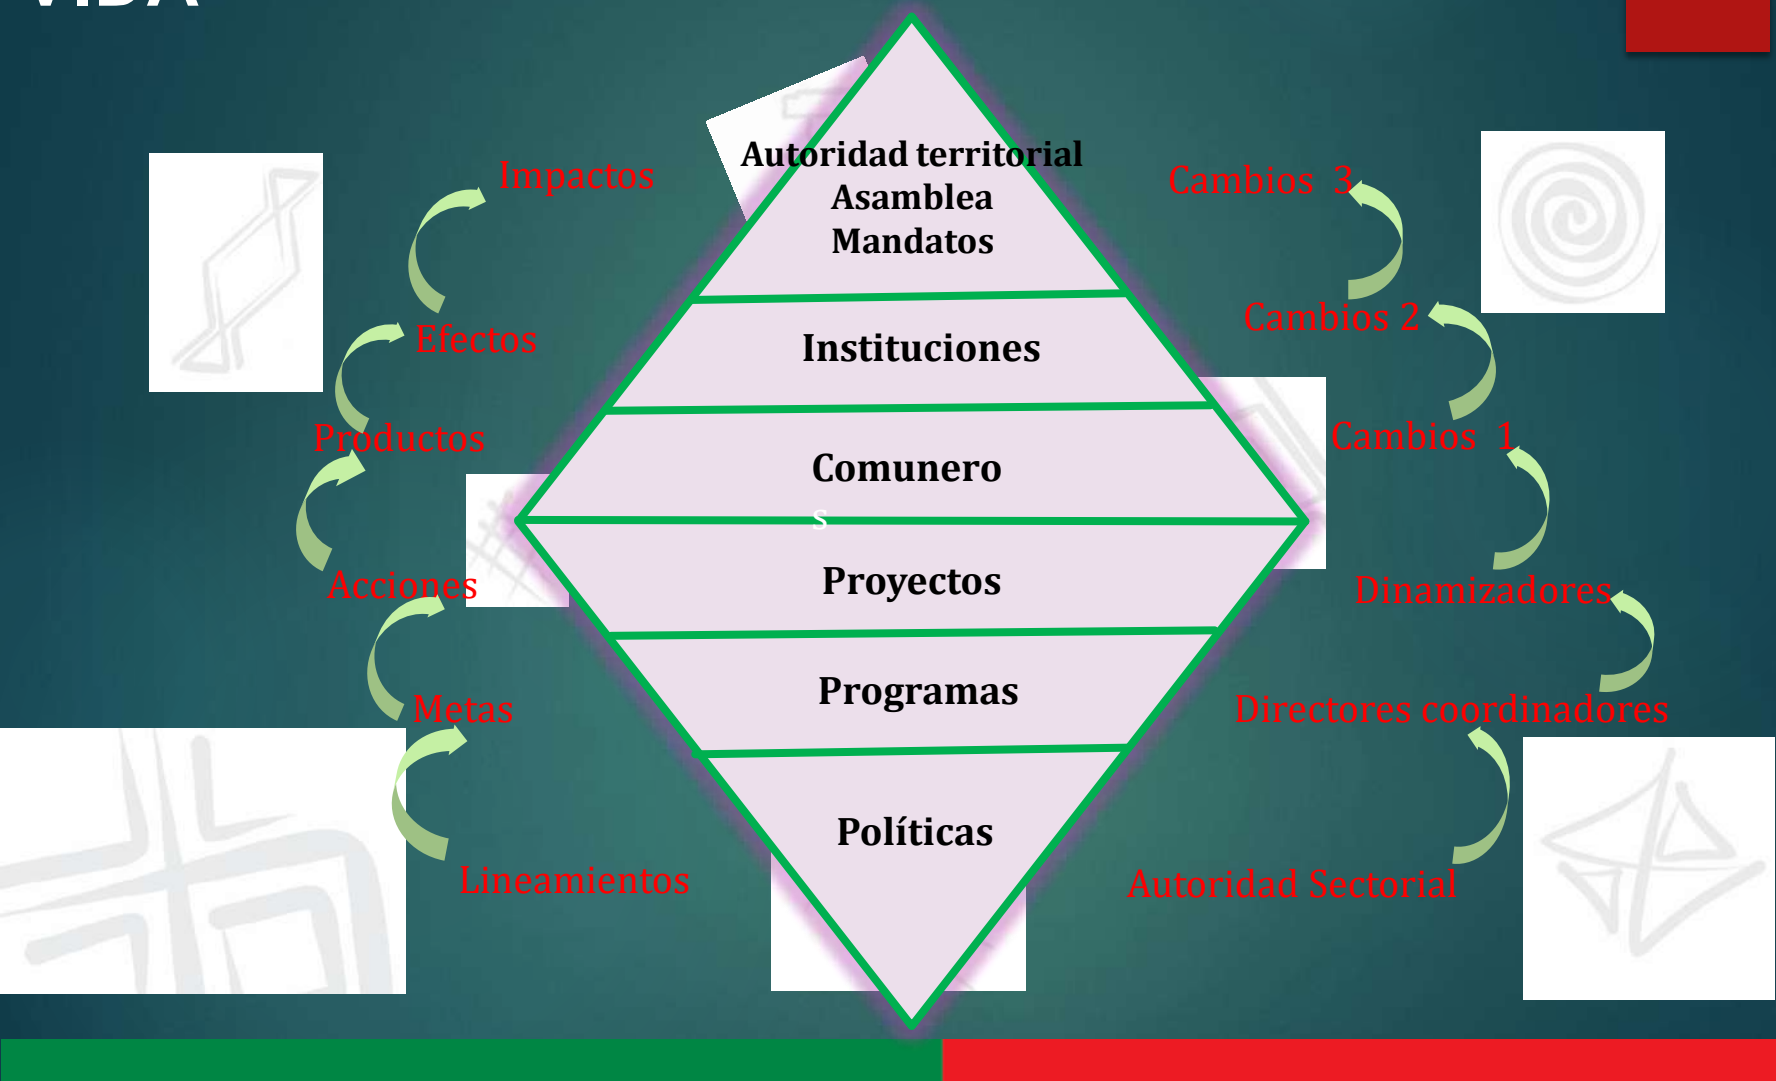 Impactos
Efectos
Productos
Acciones
Metas
Lineamientos
Autoridad territorial
Asamblea
Mandatos
Instituciones
Comunero
s
Proyectos
Programas
Políticas
Cambios 3
Cambios 2
Cambios 1
Dinamizadores
Directores coordinadores
Autoridad Sectorial